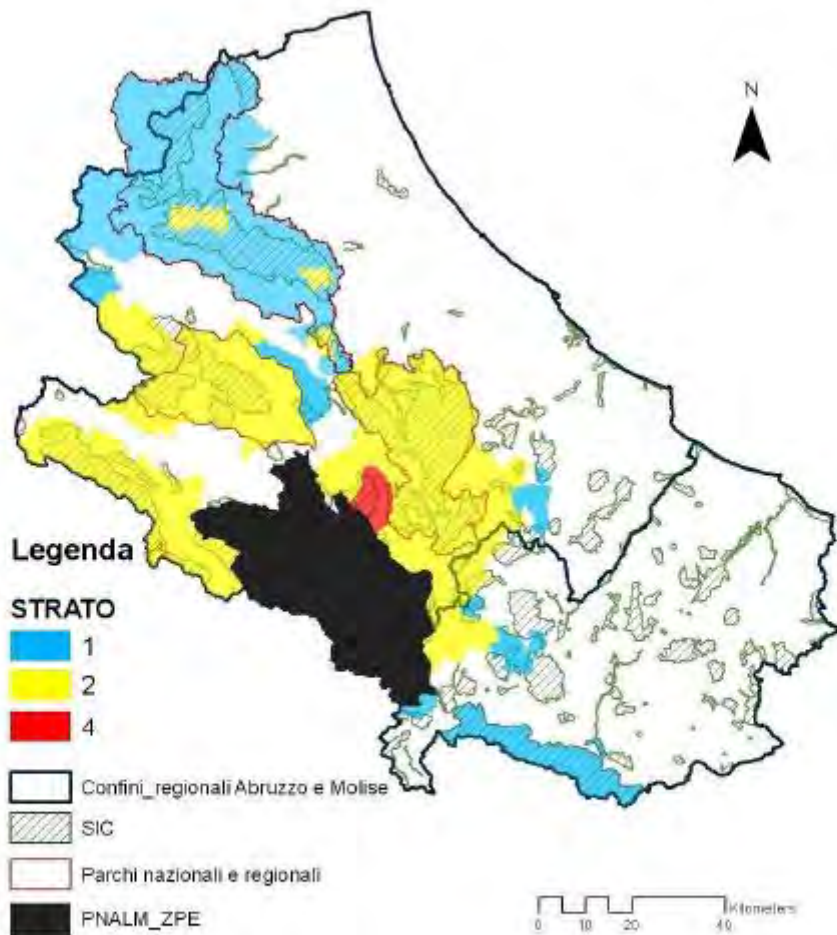 N
Legenda
STRATO
1
2
4
Confini_regionali Abruzzo e Molise
SIC
Parchi nazionali e regionali
PNALM_ZPE
Kilometers
0 10 20 40